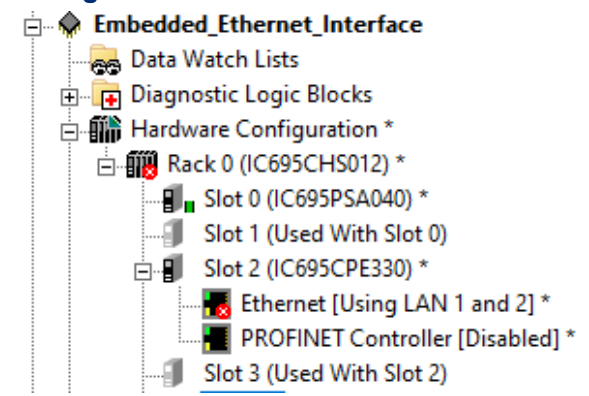 Embedded_Ethernet_Interface
Data Watch Lists
Diagnostic Logic Blocks
Hardware Configuration *
Rack 0 (IC695CHS012) *
Slot 0 (IC695PSA040) *
Slot 1 (Used With Slot 0)
Slot 2 (IC695CPE330) *
Ethernet [Using LAN 1 and 2] *
PROFINET Controller [Disabled] *
Slot 3 (Used With Slot 2)